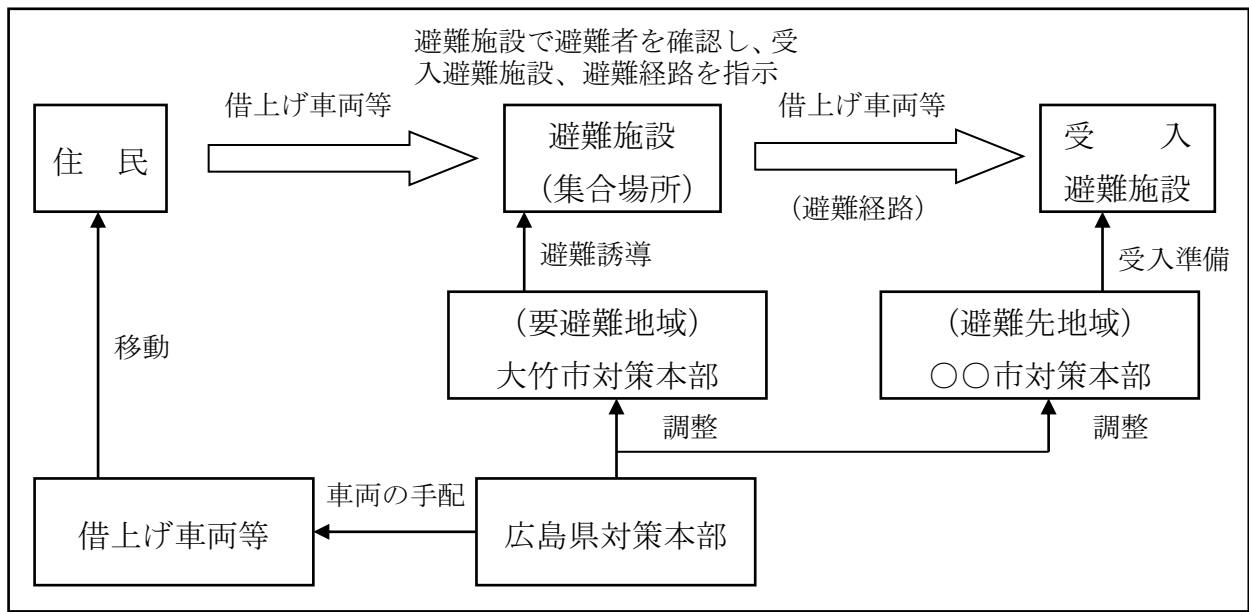 避難施設で避難者を確認し、受
入避難施設、避難経路を指示
借上げ車両等
借上げ車両等
住　民
避難施設
(集合場所)
受　　入
避難施設
(避難経路)
避難誘導
受入準備
移動
(要避難地域)
大竹市対策本部
(避難先地域)
○○市対策本部
調整
調整
車両の手配
借上げ車両等
広島県対策本部